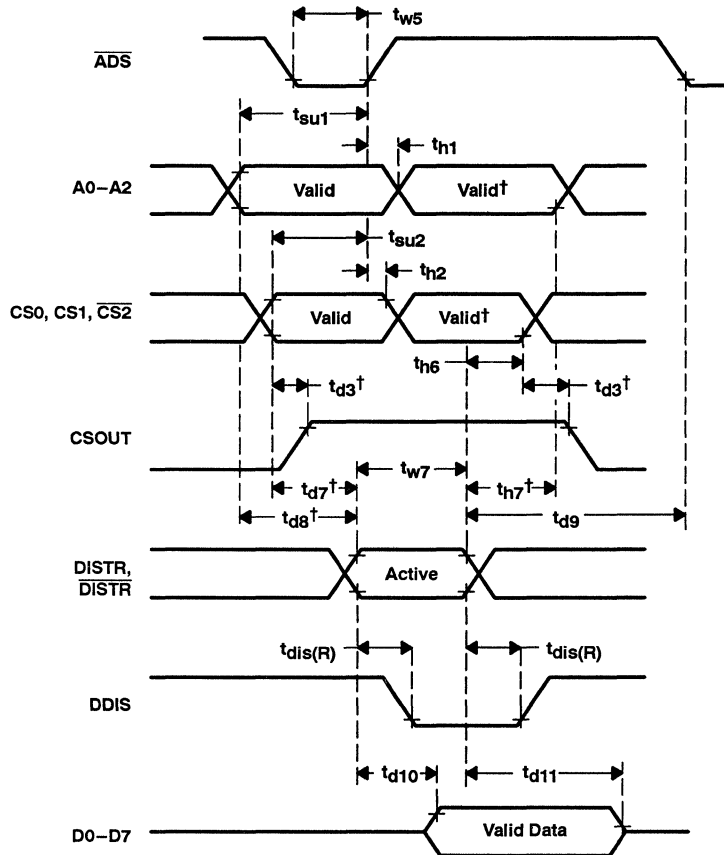 tw5
ADS
tsu1
th1
A0–A2
Valid
Valid†
tsu2
th2
CS0, CS1, CS2
Valid
Valid†
th6
td3†
td3†
CSOUT
tw7
td7†
th7†
td8†
td9
DISTR,
DISTR
Active
tdis(R)
tdis(R)
DDIS
td10
td11
D0–D7
Valid Data